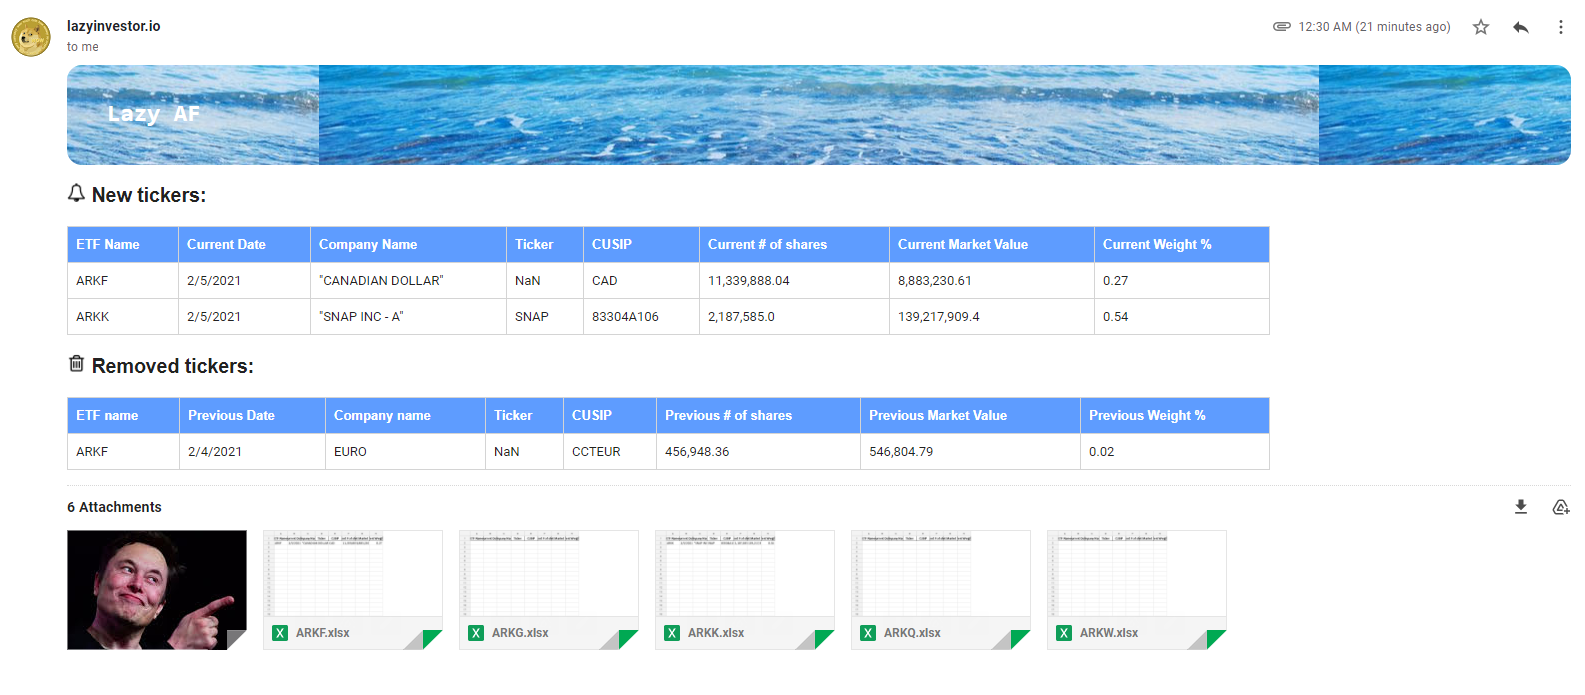 lazyinvestor.io
12:30 AM (21 minutes ago)
to me
Lazy AF
New tickers:
ETF Name Current Date Company Name Ticker CUSIP Current # of shares Current Market Value Current Weight %
ARKF 2/5/2021 "CANADIAN DOLLAR" NaN CAD 11,339,888.04 8,883,230.61 0.27
ARKK 2/5/2021 "SNAP INC - A" SNAP 83304A106 2,187,585.0 139,217,909.4 0.54
Removed tickers:
ETF name Previous Date Company name Ticker CUSIP Previous # of shares Previous Market Value Previous Weight %
ARKF 2/4/2021 EURO NaN CCTEUR 456,948.36 546,804.79 0.02
6 Attachments
X ARKF.xlsx
X ARKG.xlsx
X ARKK.xlsx
X ARKQ.xlsx
X ARKW.xlsx